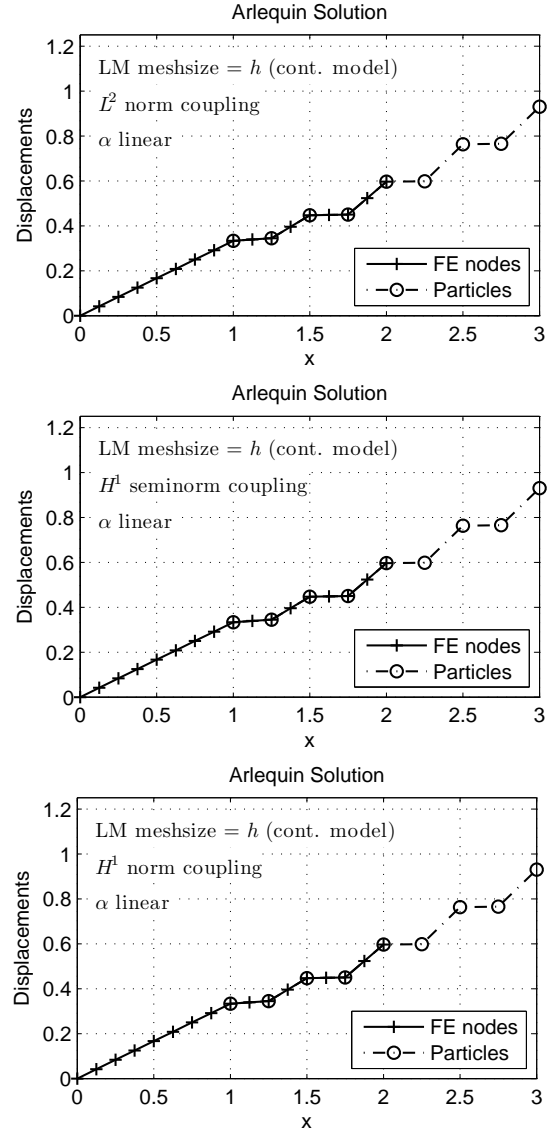 Arlequin Solution
1.2
1
0.8
0.6
0.4
0.2
0
Displacements
LM meshsize = h (cont. model)
L² norm coupling
α linear
FE nodes
Particles
0 0.5 1 1.5 2 2.5 3
x
Arlequin Solution
1.2
1
0.8
0.6
0.4
0.2
0
Displacements
LM meshsize = h (cont. model)
H¹ seminorm coupling
α linear
FE nodes
Particles
0 0.5 1 1.5 2 2.5 3
x
Arlequin Solution
1.2
1
0.8
0.6
0.4
0.2
0
Displacements
LM meshsize = h (cont. model)
H¹ norm coupling
α linear
FE nodes
Particles
0 0.5 1 1.5 2 2.5 3
x